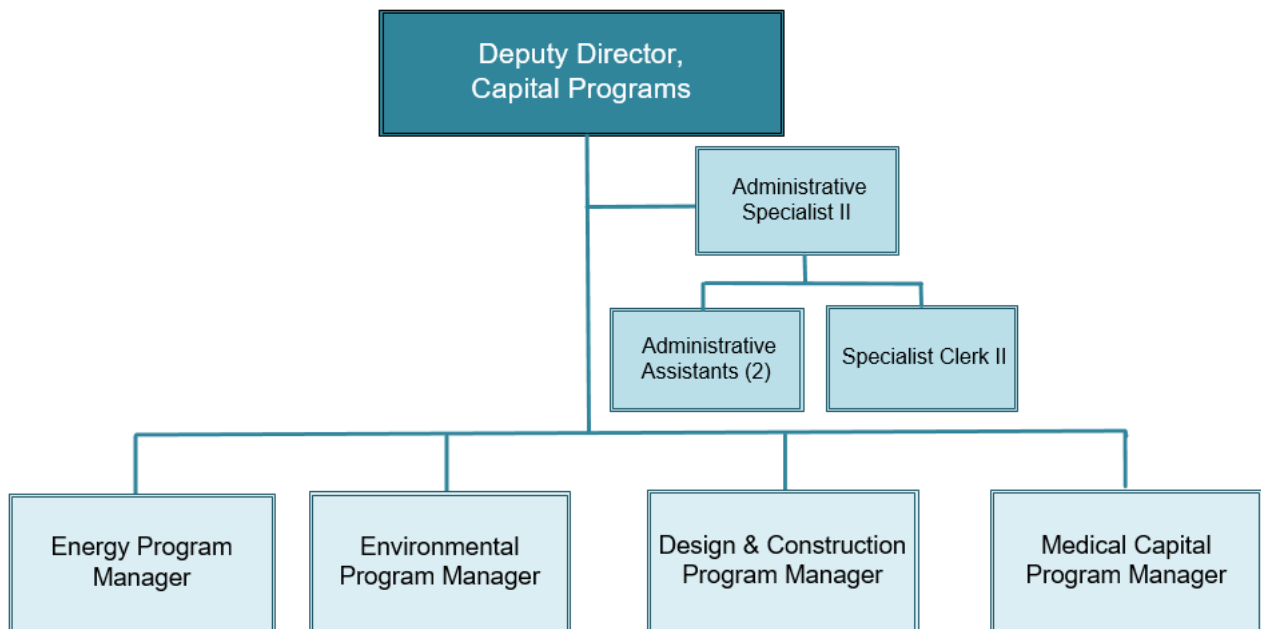 Deputy Director,
Capital Programs
Administrative
Specialist II
Administrative
Assistants (2)
Specialist Clerk II
Energy Program
Manager
Environmental
Program Manager
Design & Construction
Program Manager
Medical Capital
Program Manager